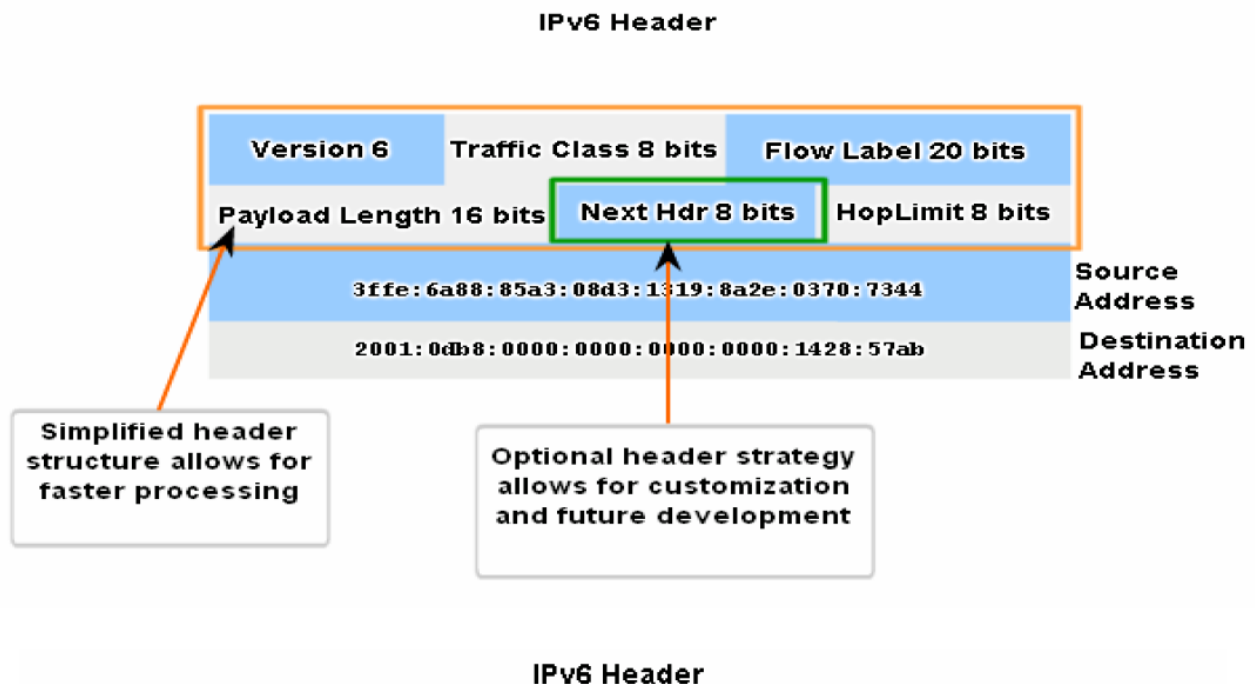 IPv6 Header
Version 6 Traffic Class 8 bits Flow Label 20 bits
Payload Length 16 bits Next Hdr 8 bits HopLimit 8 bits
3ffe:6a88:85a3:08d3:1319:8a2e:0370:7344
Source
Address
2001:0db8:0000:0000:0000:0000:1428:57ab
Destination
Address
Simplified header
structure allows for
faster processing
Optional header strategy
allows for customization
and future development
IPv6 Header